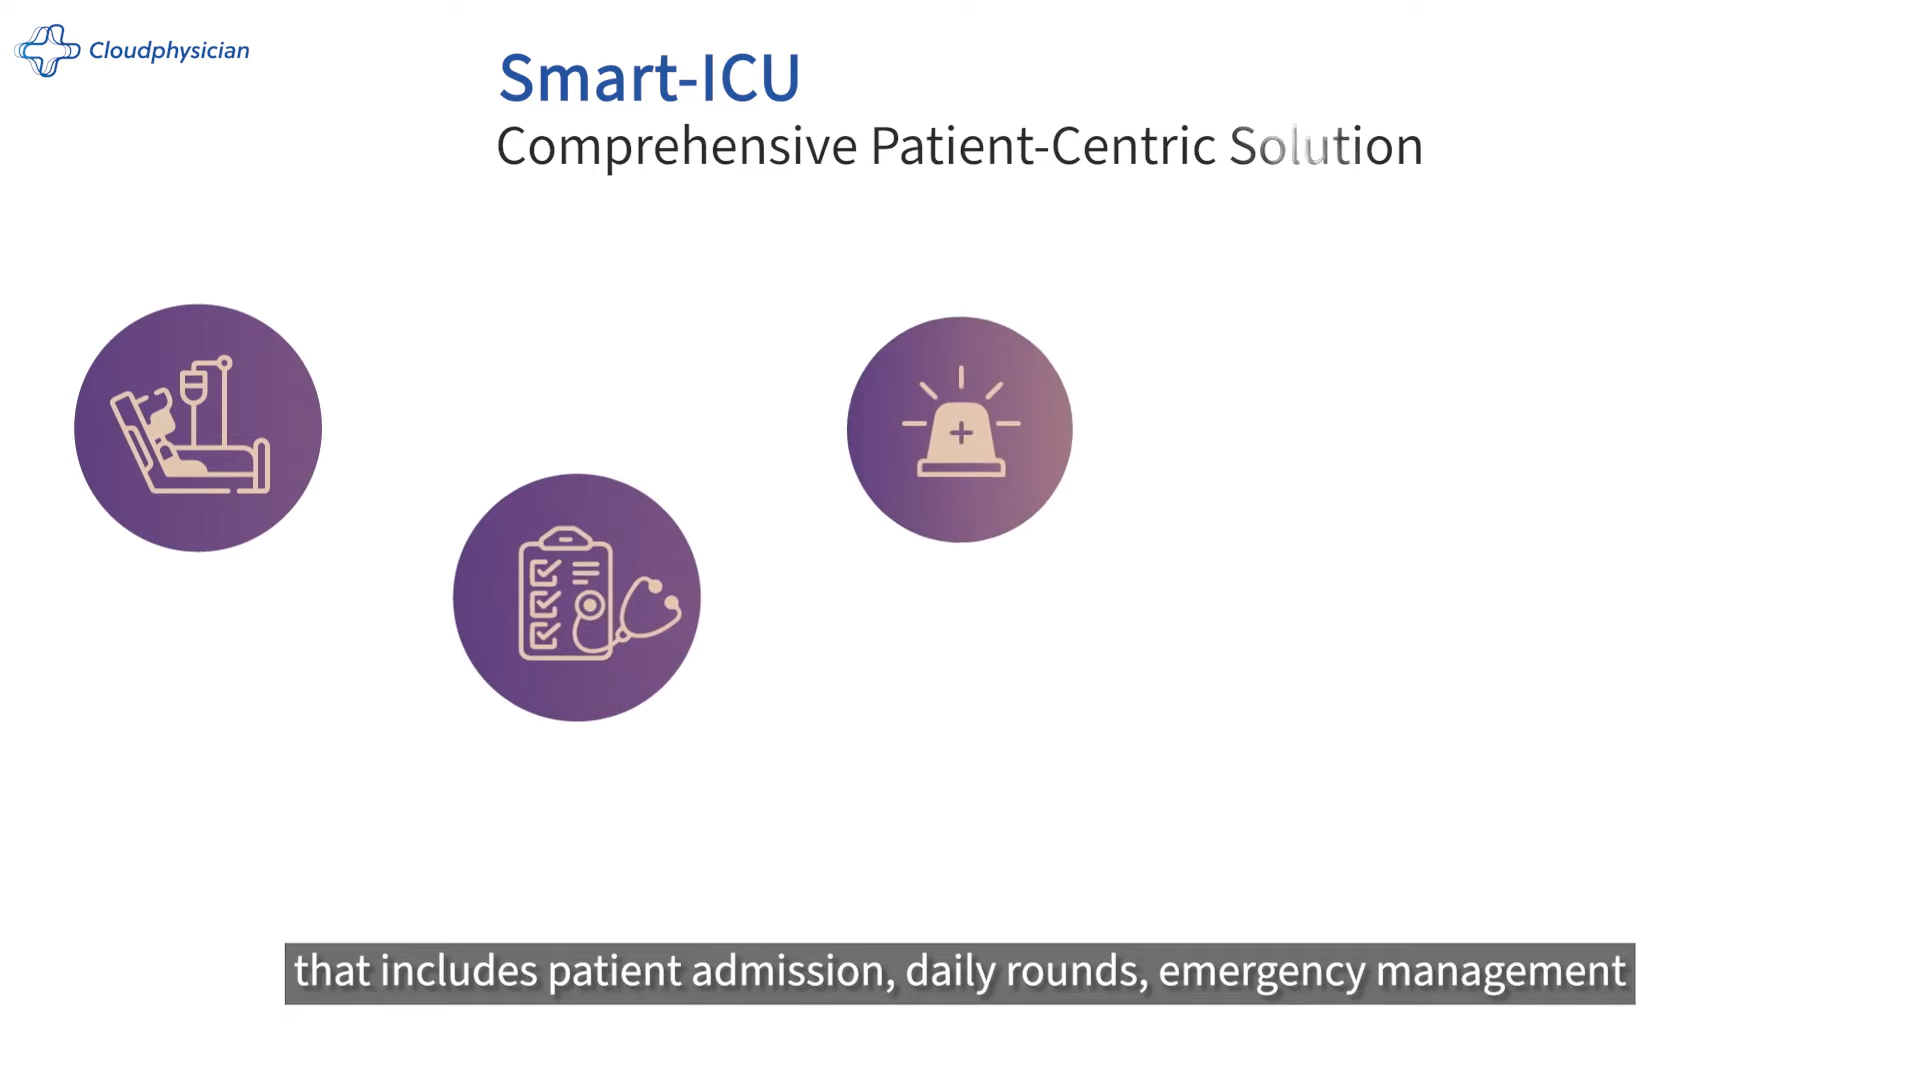 Cloudphysician
Smart-ICU
Comprehensive Patient-Centric Solution
that includes patient admission, daily rounds, emergency management